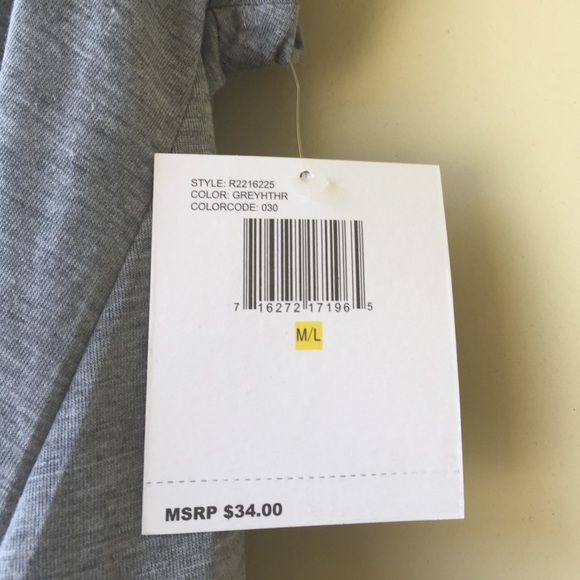 STYLE: R2216225
COLOR: GREYHTHR
COLORCODE: 030
7 16272 17196 5
M/L
MSRP $34.00